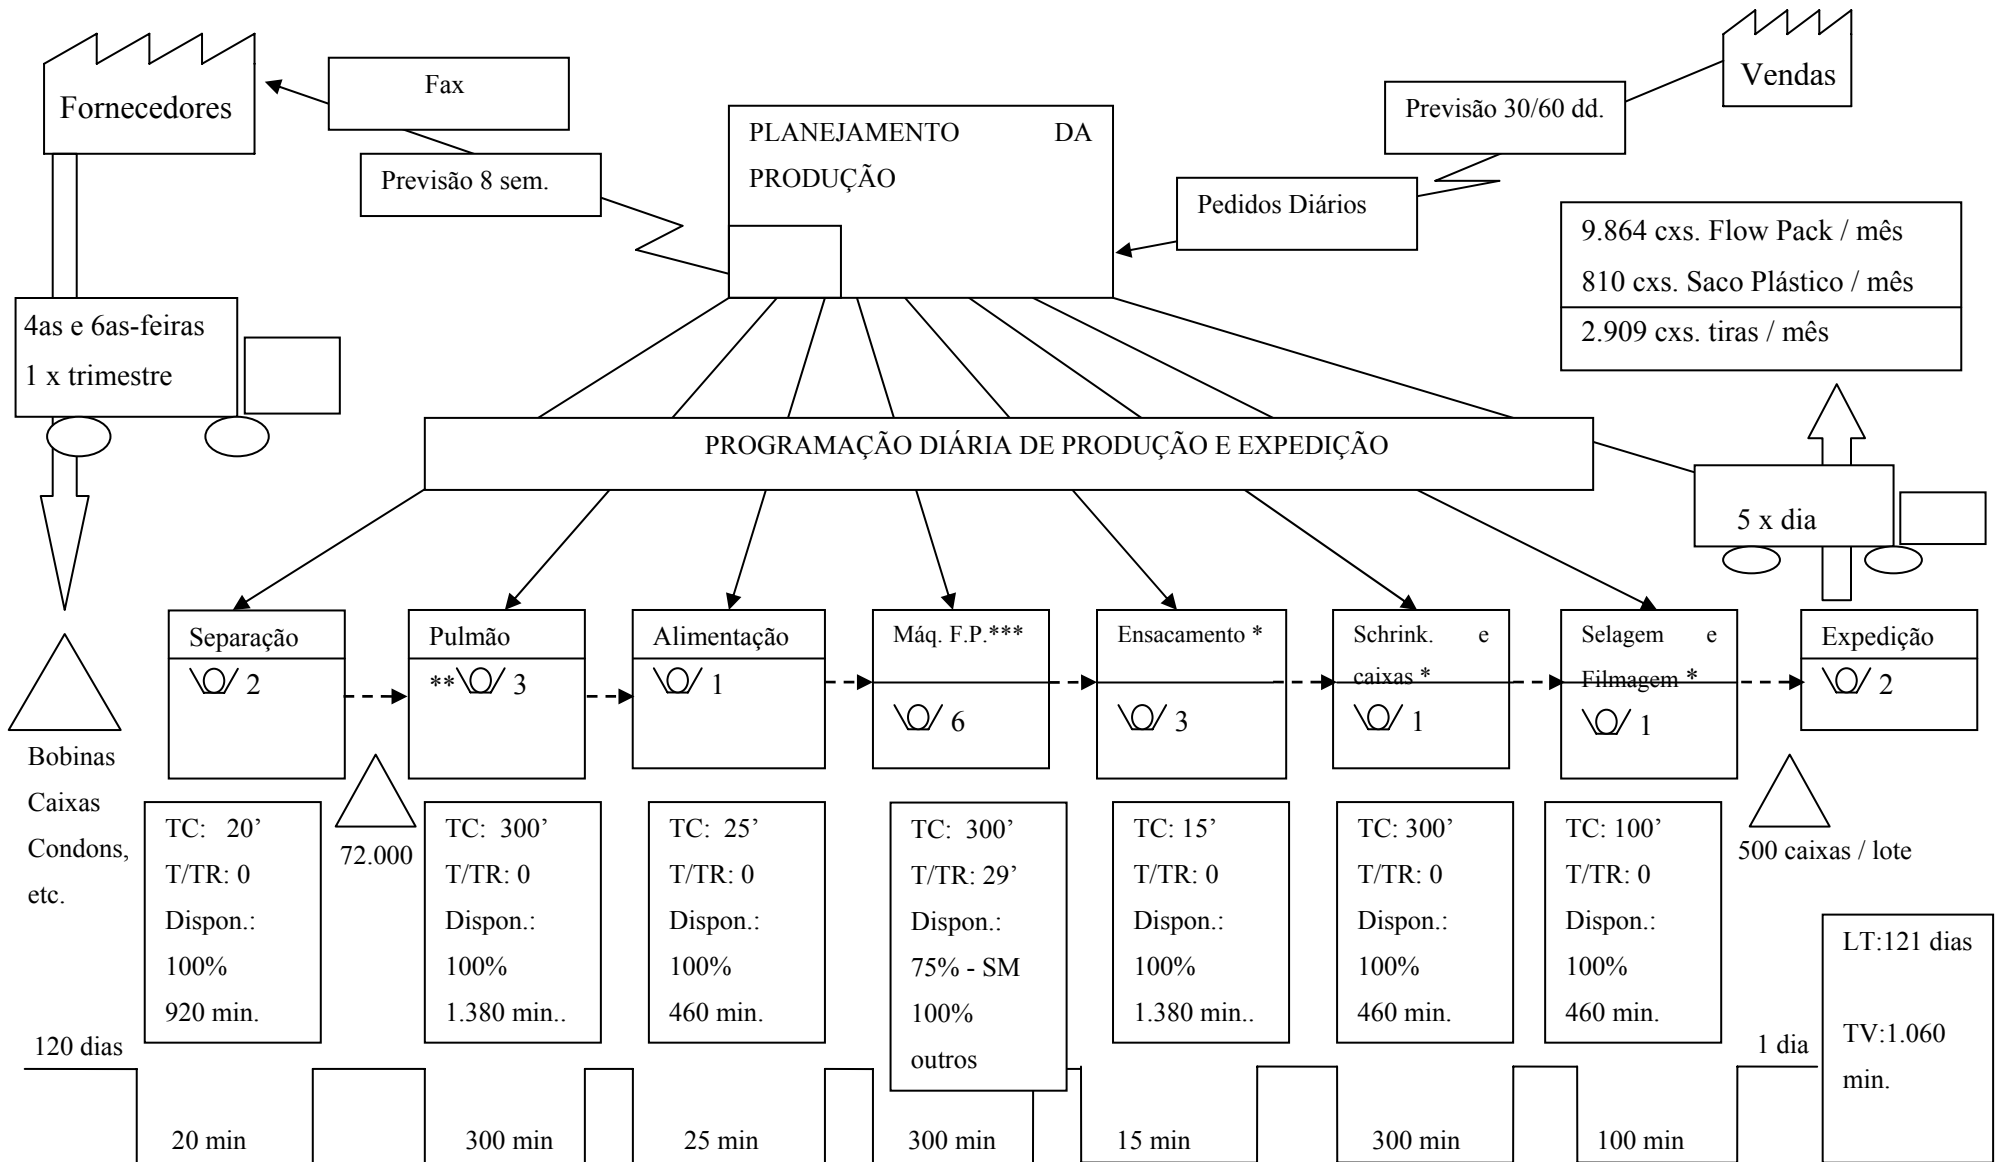 Fornecedores
Fax
Previsão 8 sem.
PLANEJAMENTO DA
PRODUÇÃO
Vendas
Previsão 30/60 dd.
Pedidos Diários
9.864 cxs. Flow Pack / mês
810 cxs. Saco Plástico / mês
2.909 cxs. tiras / mês
4as e 6as-feiras
1 x trimestre
PROGRAMAÇÃO DIÁRIA DE PRODUÇÃO E EXPEDIÇÃO
5 x dia
Bobinas
Caixas
Condons,
etc.
Separação
2
72.000
Pulmão
** 3
Alimentação
1
Máq. F.P.***
6
Ensacamento *
3
Schrink. e
caixas *
1
Selagem e
Filmagem *
1
Expedição
2
500 caixas / lote
TC: 20’
T/TR: 0
Dispon.:
100%
920 min.
TC: 300’
T/TR: 0
Dispon.:
100%
1.380 min..
TC: 25’
T/TR: 0
Dispon.:
100%
460 min.
TC: 300’
T/TR: 29’
Dispon.:
75% - SM
100%
outros
TC: 15’
T/TR: 0
Dispon.:
100%
1.380 min..
TC: 300’
T/TR: 0
Dispon.:
100%
460 min.
TC: 100’
T/TR: 0
Dispon.:
100%
460 min.
LT:121 dias
TV:1.060
min.
120 dias
1 dia
20 min
300 min
25 min
300 min
15 min
300 min
100 min